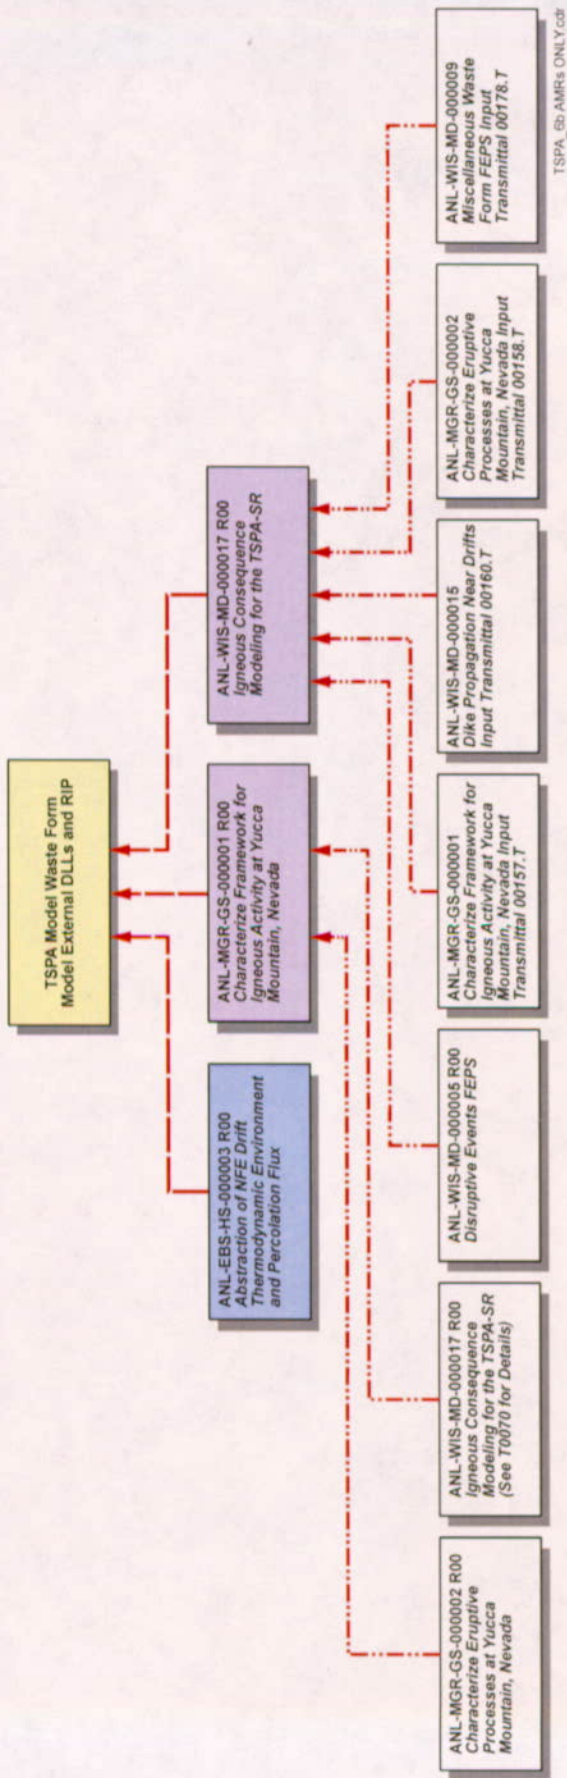 TSPA Model Waste Form
Model External DLLs and RIP
ANL-EBS-HS-000003 R00
Abstraction of NFE Drift
Thermodynamic Environment
and Percolation Flux
ANL-MGR-GS-000001 R00
Characterize Framework for
Igneous Activity at Yucca
Mountain, Nevada
ANL-WIS-MD-000017 R00
Igneous Consequence
Modeling for the TSPA-SR
ANL-MGR-GS-000002 R00
Characterize Eruptive
Processes at Yucca
Mountain, Nevada
ANL-WIS-MD-000017 R00
Igneous Consequence
Modeling for the TSPA-SR
(See T0070 for Details)
ANL-WIS-MD-000005 R00
Disruptive Events FEPS
ANL-MGR-GS-000001
Characterize Framework for
Igneous Activity at Yucca
Mountain, Nevada Input
Transmittal 00157.T
ANL-WIS-MD-000015
Dike Propagation Near Drifts
Input Transmittal 00160.T
ANL-MGR-GS-000002
Characterize Eruptive
Processes at Yucca
Mountain, Nevada Input
Transmittal 00158.T
ANL-WIS-MD-000009
Miscellaneous Waste
Form FEPS Input
Transmittal 00178.T
TSPA_6b AMRs ONLY.cdr